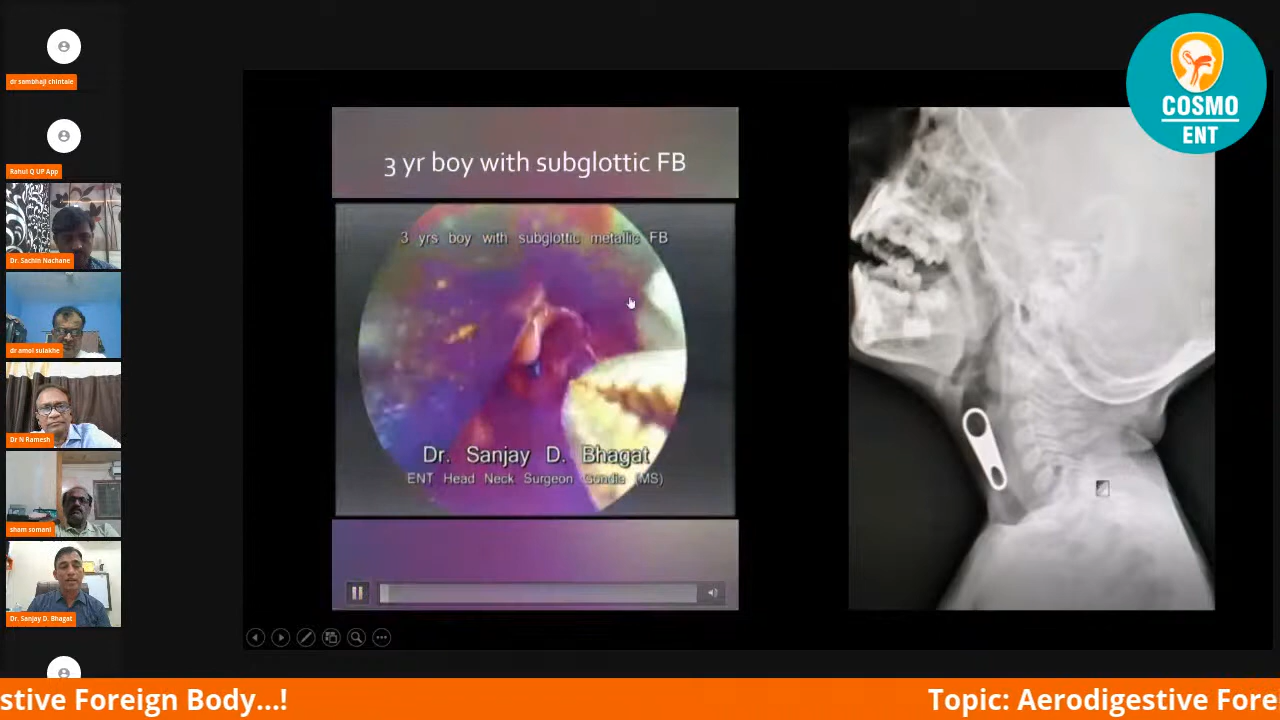 dr sambhaji chintale
Rahul Q UP App
Dr. Sachin Nachane
dr amol sulakhe
Dr N Ramesh
sham somani
Dr. Sanjay D. Bhagat
3 yr boy with subglottic FB
3 yrs boy with subglottic metallic FB
Dr. Sanjay D. Bhagat
ENT Head Neck Surgeon Gondia (MS)
COSMO
ENT
stive Foreign Body...!
Topic: Aerodigestive Fore